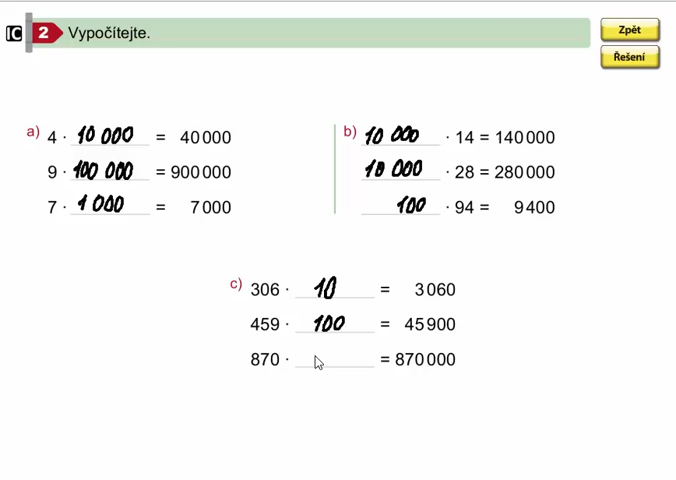 C 2 Vypočítejte.
Zpět
Řešení
a) 4 · 10 000 = 40 000
9 · 100 000 = 900 000
7 · 1 000 = 7 000
b) 10 000 · 14 = 140 000
10 000 · 28 = 280 000
100 · 94 = 9 400
c) 306 · 10 = 3 060
459 · 100 = 45 900
870 · = 870 000